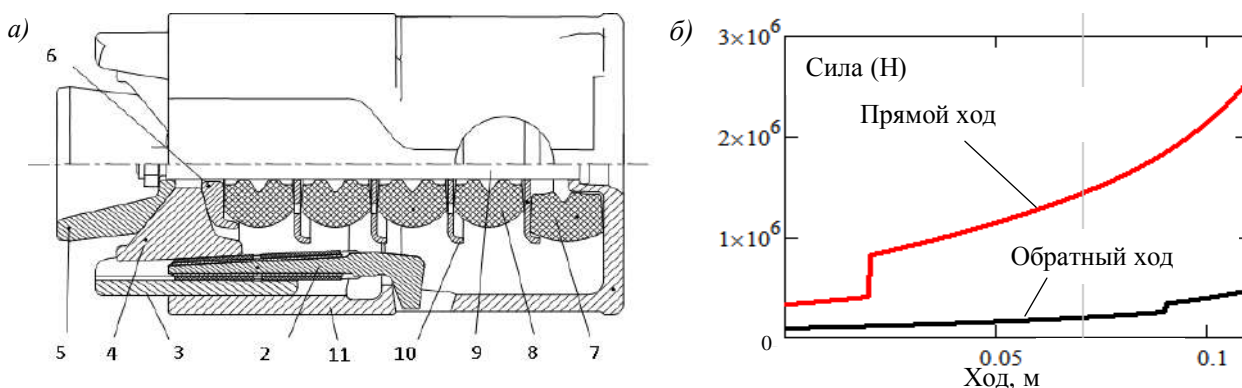 а)
6
5 4 3 2 11 10 9 8 7
б)
3×10⁶
Сила (Н)
Прямой ход
2×10⁶
1×10⁶
Обратный ход
0
0.05 0.1
Ход, м